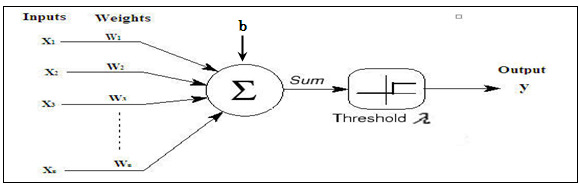 Inputs Weights b
X₁ W₁
X₂ W₂
X₃ W₃
Xₙ Wₙ
Σ
Sum
Threshold λ
Output
y